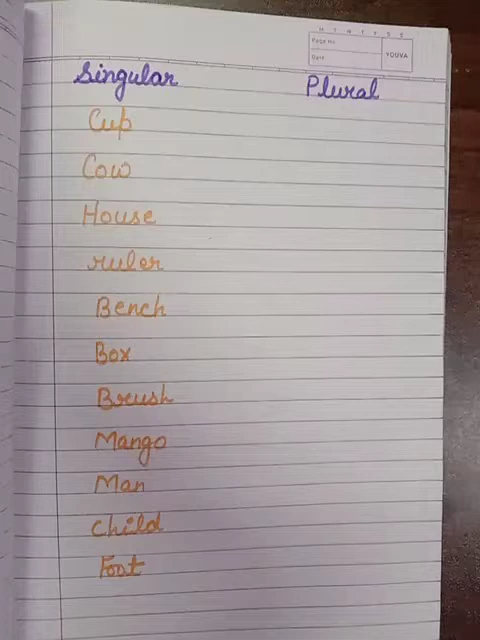 M T W T F S S
Page No.
Date
YOUVA
Singular Plural
Cup
Cow
House
ruler
Bench
Box
Brush
Mango
Man
child
Foot